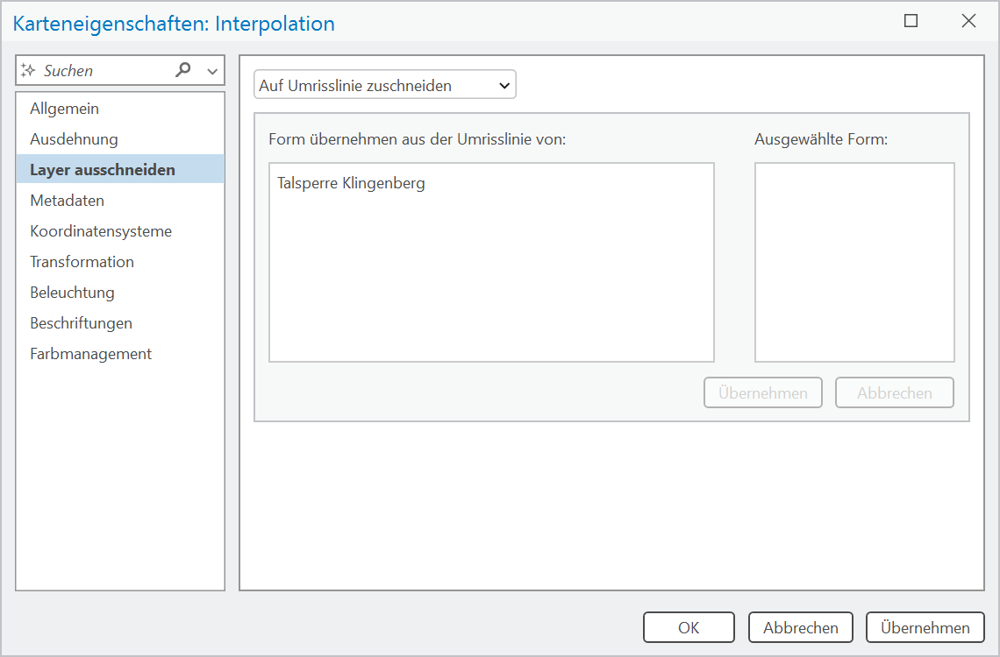 Karteneigenschaften: Interpolation
Suchen
Allgemein
Ausdehnung
Layer ausschneiden
Metadaten
Koordinatensysteme
Transformation
Beleuchtung
Beschriftungen
Farbmanagement
Auf Umrisslinie zuschneiden
Form übernehmen aus der Umrisslinie von:
Talsperre Klingenberg
Ausgewählte Form:
Übernehmen Abbrechen
OK Abbrechen Übernehmen